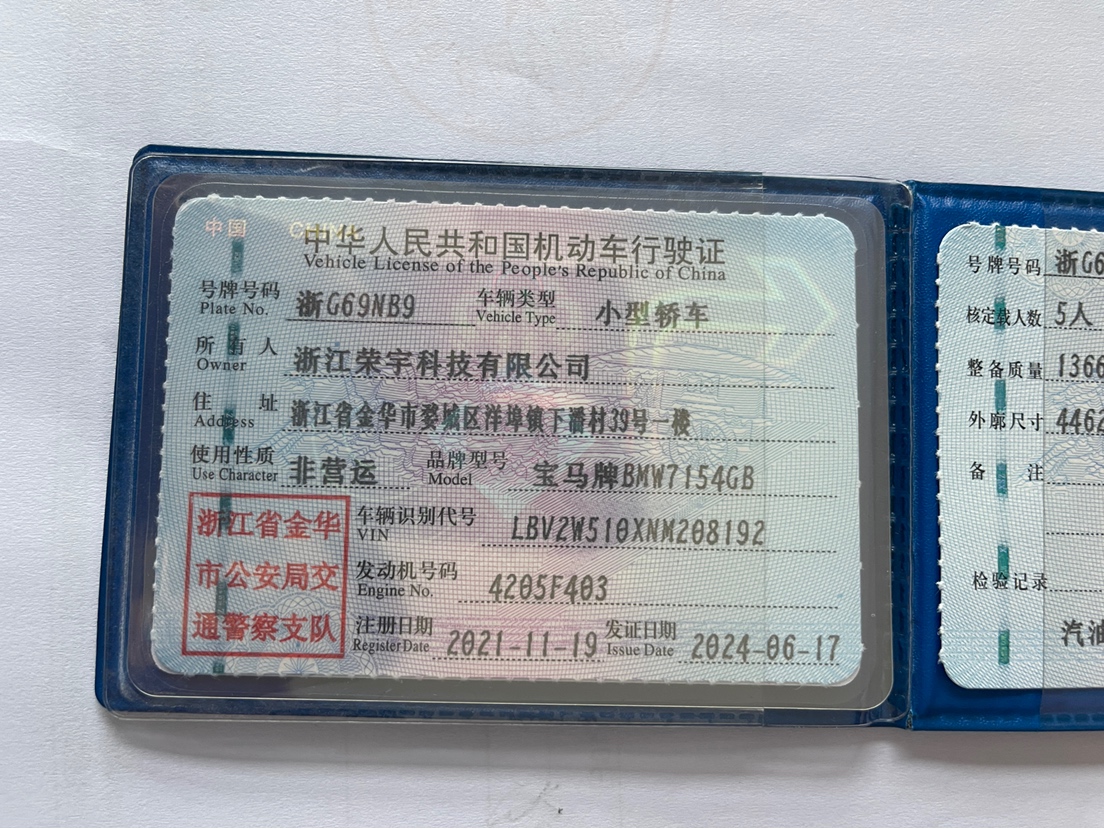 中国 CHINA
中华人民共和国机动车行驶证
Vehicle License of the People's Republic of China
号牌号码 Plate No. 浙G69NB9 车辆类型 Vehicle Type 小型轿车
所有人 Owner 浙江荣宇科技有限公司
住址 Address 浙江省金华市婺城区洋埠镇下潘村39号一楼
使用性质 Use Character 非营运 品牌型号 Model 宝马牌BMW7154GB
浙江省金华
市公安局交
通警察支队
车辆识别代号 VIN LBV2W510XNM208192
发动机号码 Engine No. 4205F403
注册日期 Register Date 2021-11-19 发证日期 Issue Date 2024-06-17
号牌号码 浙G6
核定载人数 5人
整备质量 1366
外廓尺寸 4462
备注
检验记录
汽油